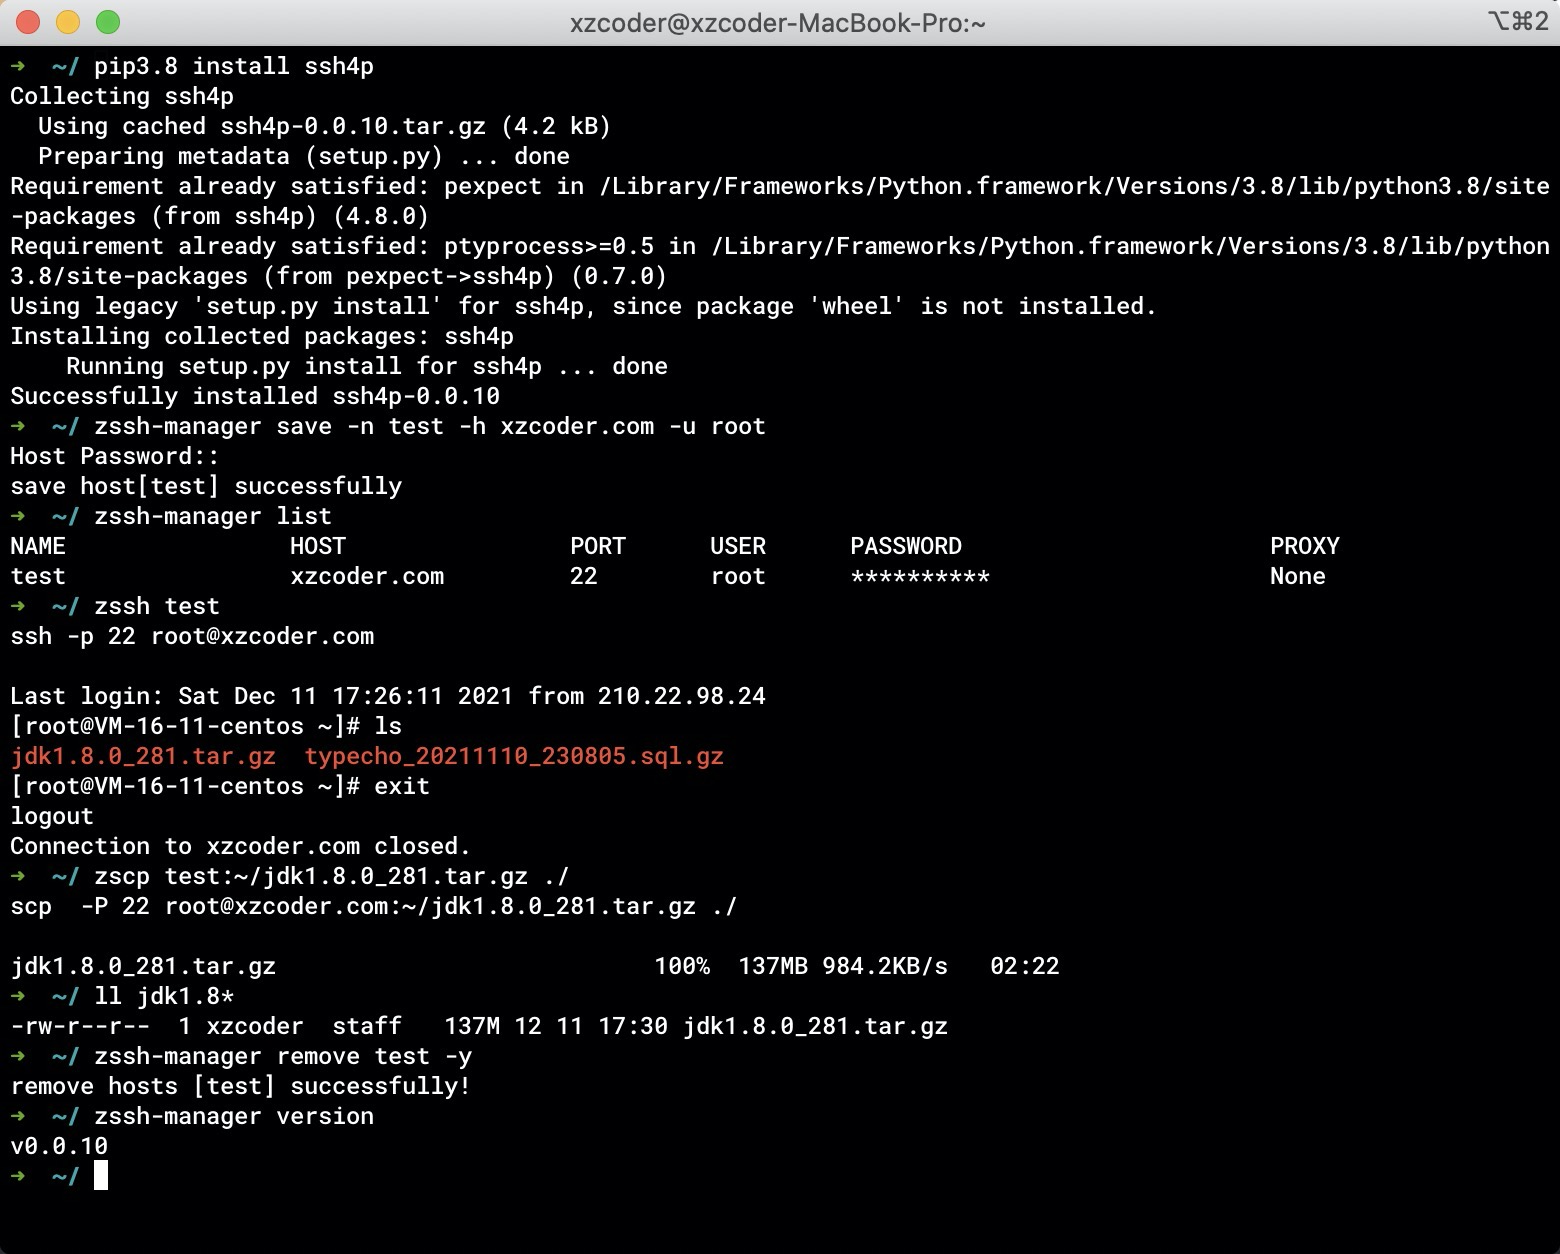 xzcoder@xzcoder-MacBook-Pro:~
⌥⌘2
➜  ~/ pip3.8 install ssh4p
Collecting ssh4p
  Using cached ssh4p-0.0.10.tar.gz (4.2 kB)
  Preparing metadata (setup.py) ... done
Requirement already satisfied: pexpect in /Library/Frameworks/Python.framework/Versions/3.8/lib/python3.8/site
-packages (from ssh4p) (4.8.0)
Requirement already satisfied: ptyprocess>=0.5 in /Library/Frameworks/Python.framework/Versions/3.8/lib/python
3.8/site-packages (from pexpect->ssh4p) (0.7.0)
Using legacy 'setup.py install' for ssh4p, since package 'wheel' is not installed.
Installing collected packages: ssh4p
    Running setup.py install for ssh4p ... done
Successfully installed ssh4p-0.0.10
➜  ~/ zssh-manager save -n test -h xzcoder.com -u root
Host Password::
save host[test] successfully
➜  ~/ zssh-manager list
NAME                HOST                PORT      USER      PASSWORD                      PROXY
test                xzcoder.com         22        root      **********                    None
➜  ~/ zssh test
ssh -p 22 root@xzcoder.com

Last login: Sat Dec 11 17:26:11 2021 from 210.22.98.24
[root@VM-16-11-centos ~]# ls
jdk1.8.0_281.tar.gz  typecho_20211110_230805.sql.gz
[root@VM-16-11-centos ~]# exit
logout
Connection to xzcoder.com closed.
➜  ~/ zscp test:~/jdk1.8.0_281.tar.gz ./
scp  -P 22 root@xzcoder.com:~/jdk1.8.0_281.tar.gz ./

jdk1.8.0_281.tar.gz                           100%  137MB 984.2KB/s   02:22
➜  ~/ ll jdk1.8*
-rw-r--r--  1 xzcoder  staff   137M 12 11 17:30 jdk1.8.0_281.tar.gz
➜  ~/ zssh-manager remove test -y
remove hosts [test] successfully!
➜  ~/ zssh-manager version
v0.0.10
➜  ~/